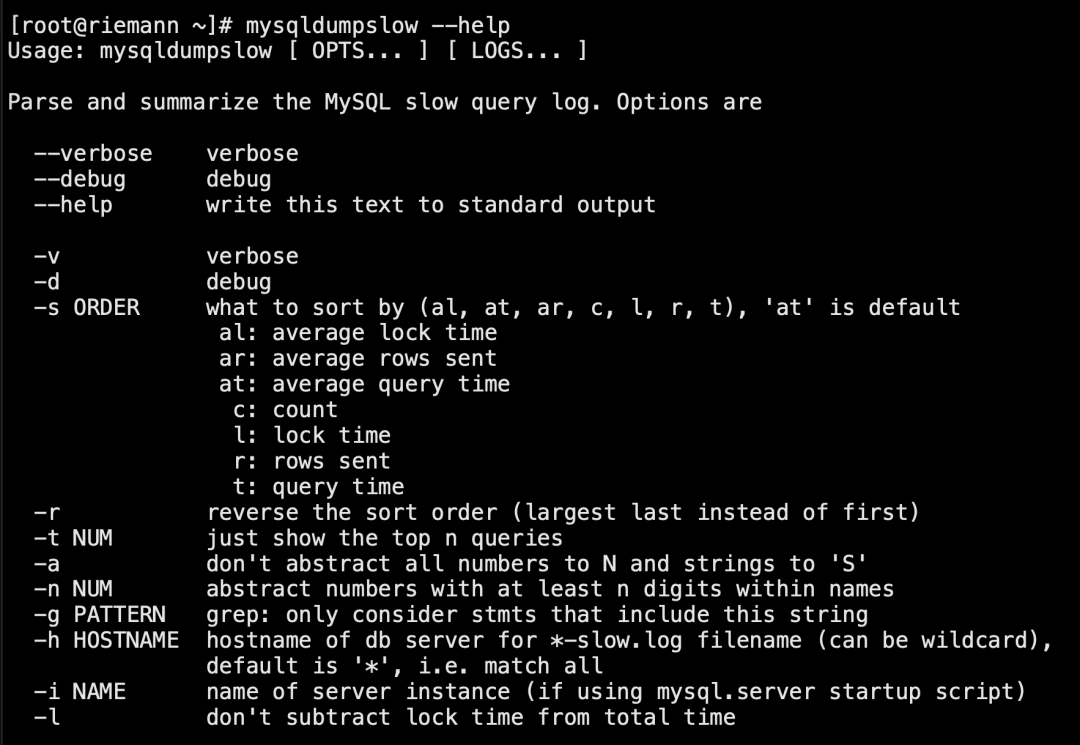 [root@riemann ~]# mysqldumpslow --help
Usage: mysqldumpslow [ OPTS... ] [ LOGS... ]

Parse and summarize the MySQL slow query log. Options are

  --verbose    verbose
  --debug      debug
  --help       write this text to standard output

  -v           verbose
  -d           debug
  -s ORDER     what to sort by (al, at, ar, c, l, r, t), 'at' is default
                al: average lock time
                ar: average rows sent
                at: average query time
                 c: count
                 l: lock time
                 r: rows sent
                 t: query time
  -r           reverse the sort order (largest last instead of first)
  -t NUM       just show the top n queries
  -a           don't abstract all numbers to N and strings to 'S'
  -n NUM       abstract numbers with at least n digits within names
  -g PATTERN   grep: only consider stmts that include this string
  -h HOSTNAME  hostname of db server for *-slow.log filename (can be wildcard),
               default is '*', i.e. match all
  -i NAME      name of server instance (if using mysql.server startup script)
  -l           don't subtract lock time from total time